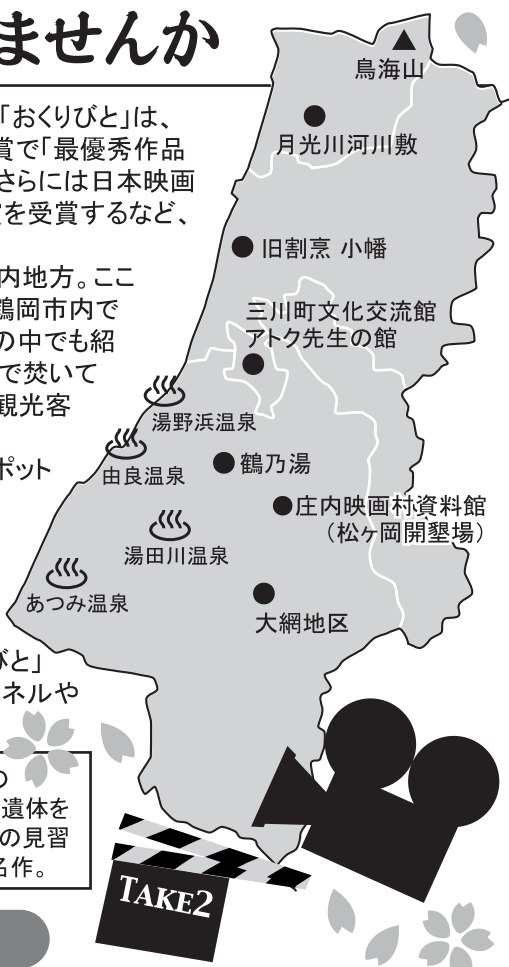 ませんか
「おくりびと」は、
賞で「最優秀作品
さらには日本映画
を受賞するなど、
内地方。ここ
鶴岡市内で
の中でも紹
で焚いて
観光客
ポット
びと」
ネルや
の
遺体を
の見習
名作。
鳥海山
月光川河川敷
旧割烹 小幡
三川町文化交流館
アトク先生の館
湯野浜温泉
由良温泉
鶴乃湯
庄内映画村資料館
（松ヶ岡開墾場）
湯田川温泉
あつみ温泉
大網地区
TAKE2